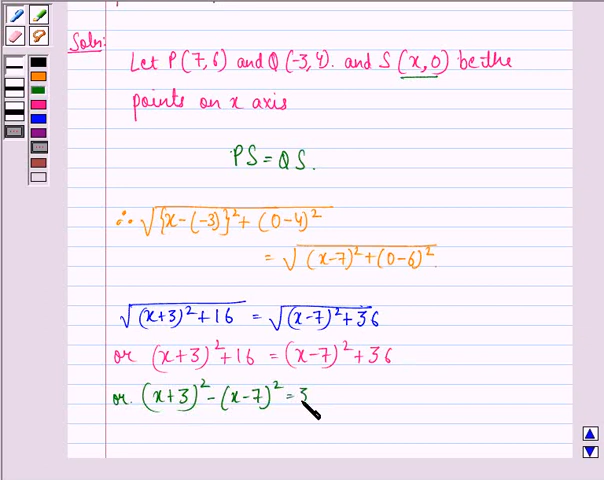 Soln:
Let P(7,6) and Q(-3,4). and S(x,0) be the
points on x axis
PS=QS.
∴ √{x-(-3)}²+(0-4)²
= √(x-7)²+(0-6)².
√(x+3)²+16 = √(x-7)²+36
or (x+3)²+16 = (x-7)²+36
or. (x+3)²-(x-7)²=3